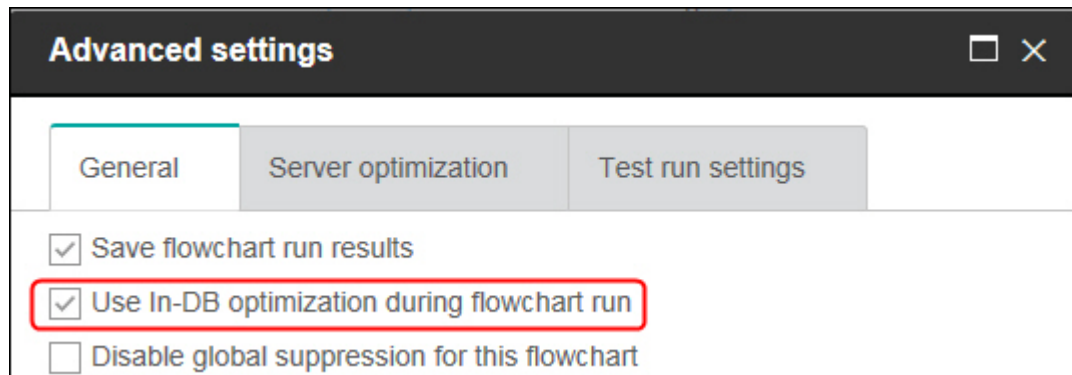 Advanced settings
General
Server optimization
Test run settings
Save flowchart run results
Use In-DB optimization during flowchart run
Disable global suppression for this flowchart